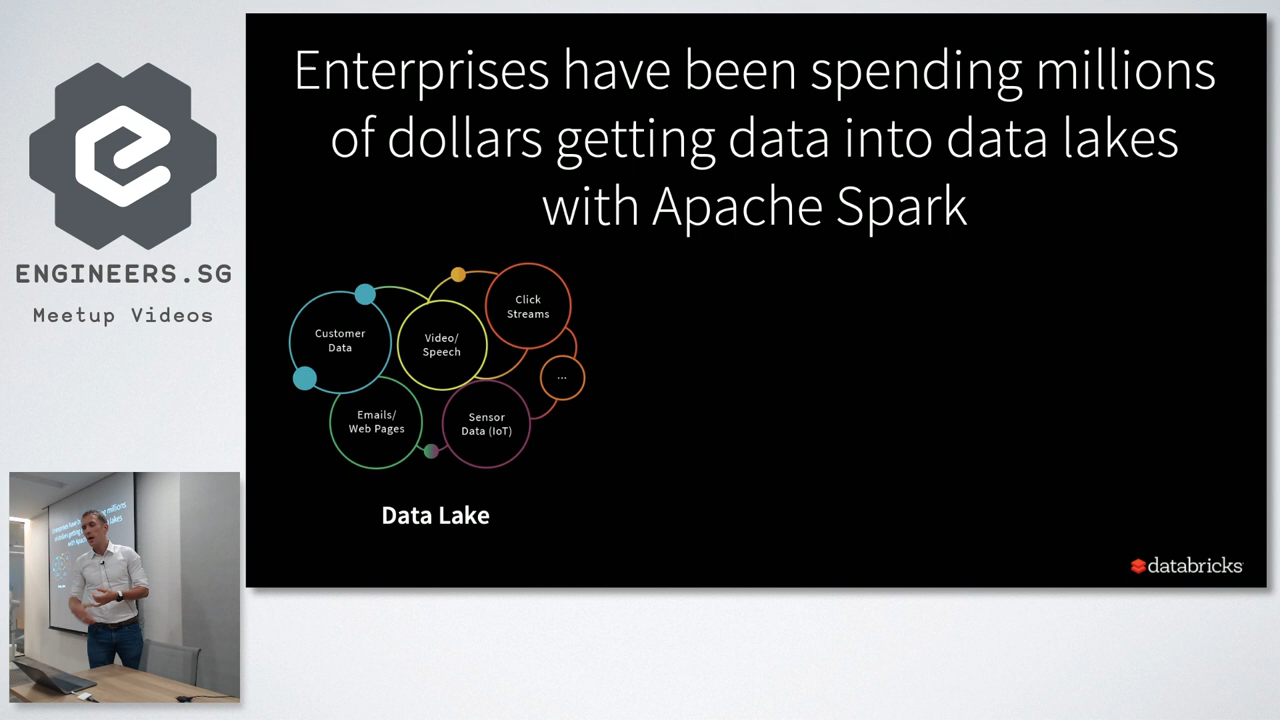 Enterprises have been spending millions
of dollars getting data into data lakes
with Apache Spark
ENGINEERS.SG
Meetup Videos
Customer
Data
Video/
Speech
Click
Streams
...
Emails/
Web Pages
Sensor
Data (IoT)
Data Lake
databricks